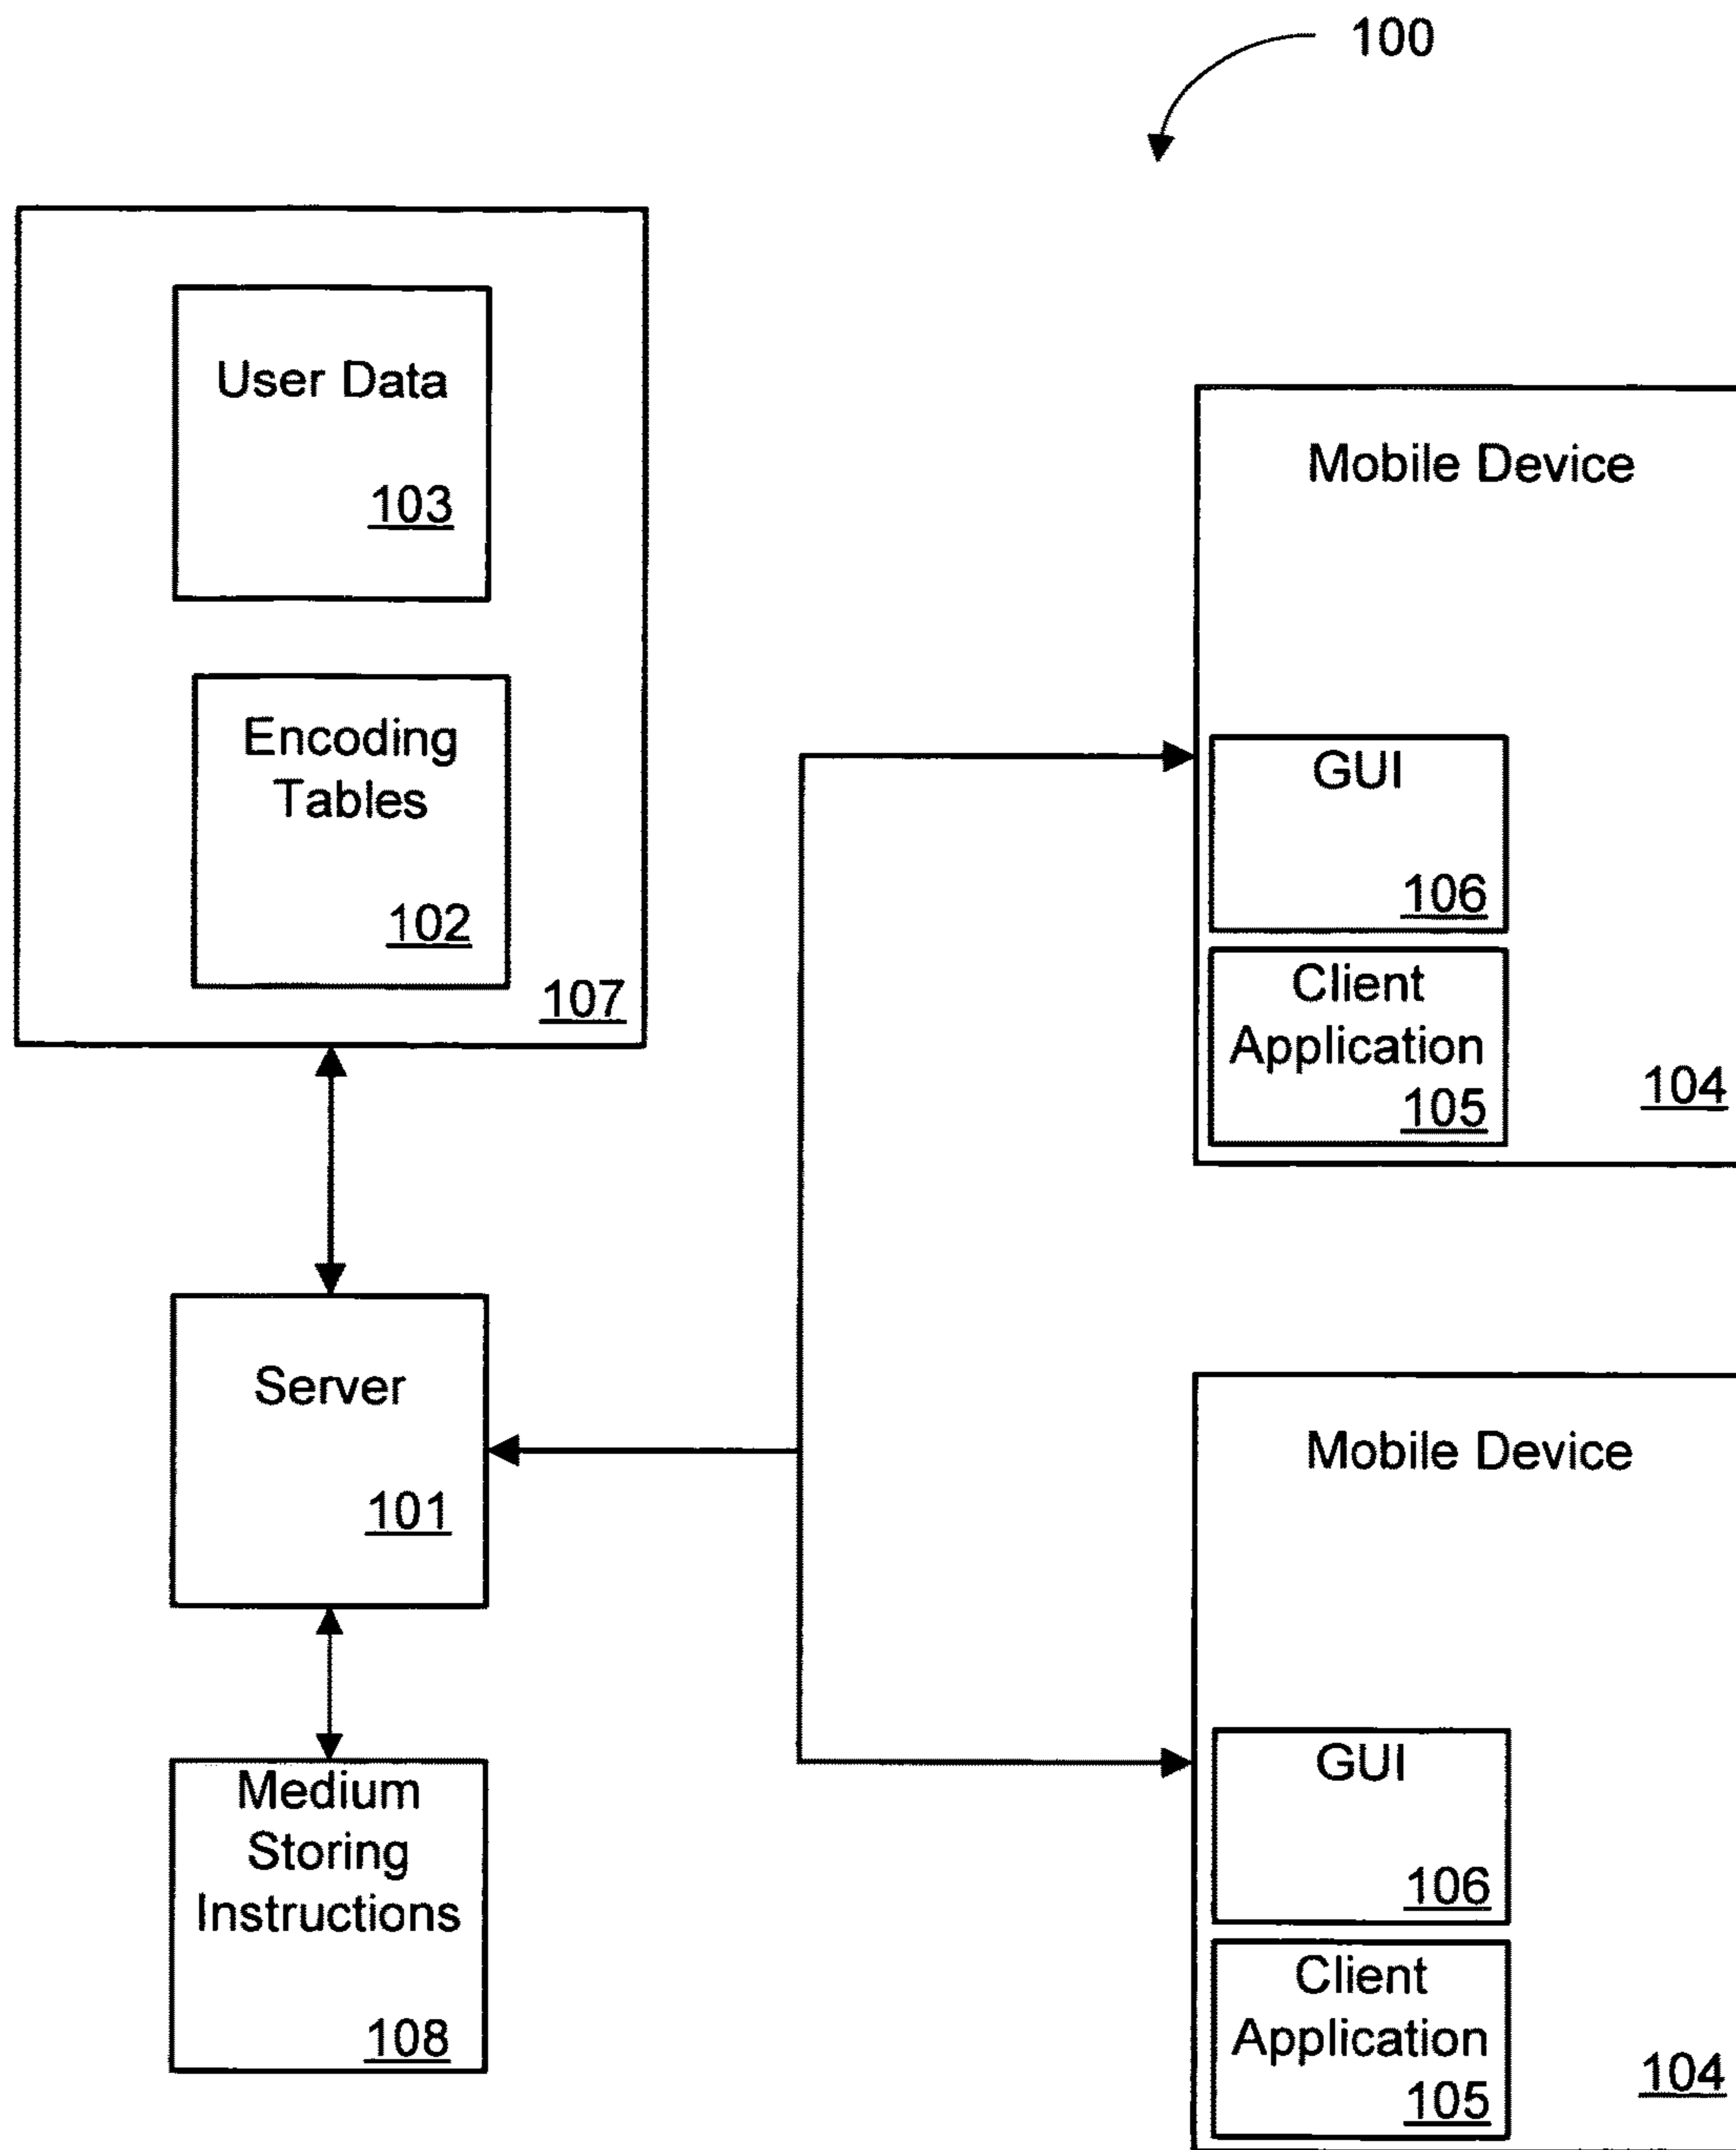 100
User Data
103
Encoding
Tables
102
107
Server
101
Medium
Storing
Instructions
108
Mobile Device
GUI
106
Client
Application
105
104
Mobile Device
GUI
106
Client
Application
105
104